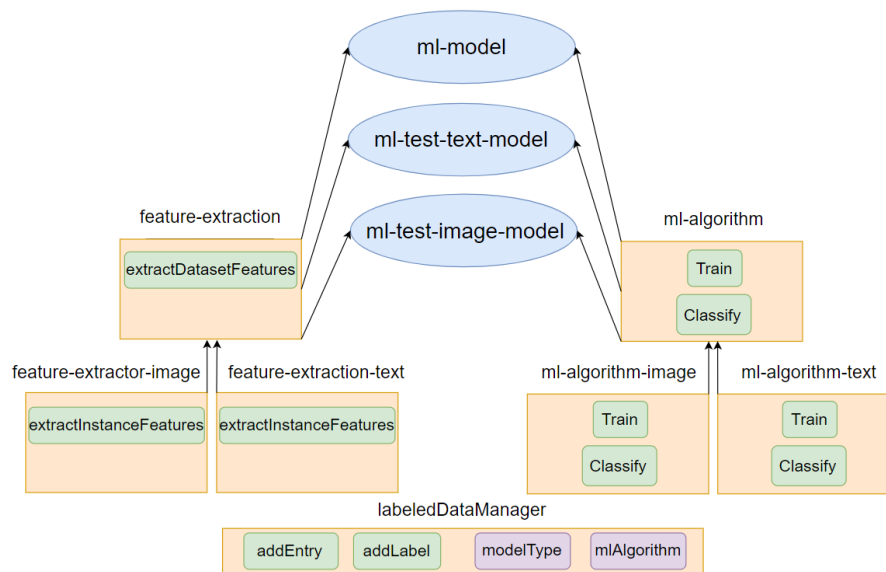 ml-model
ml-test-text-model
ml-test-image-model
feature-extraction
extractDatasetFeatures
ml-algorithm
Train
Classify
feature-extractor-image
extractInstanceFeatures
feature-extraction-text
extractInstanceFeatures
ml-algorithm-image
Train
Classify
ml-algorithm-text
Train
Classify
labeledDataManager
addEntry
addLabel
modelType
mlAlgorithm